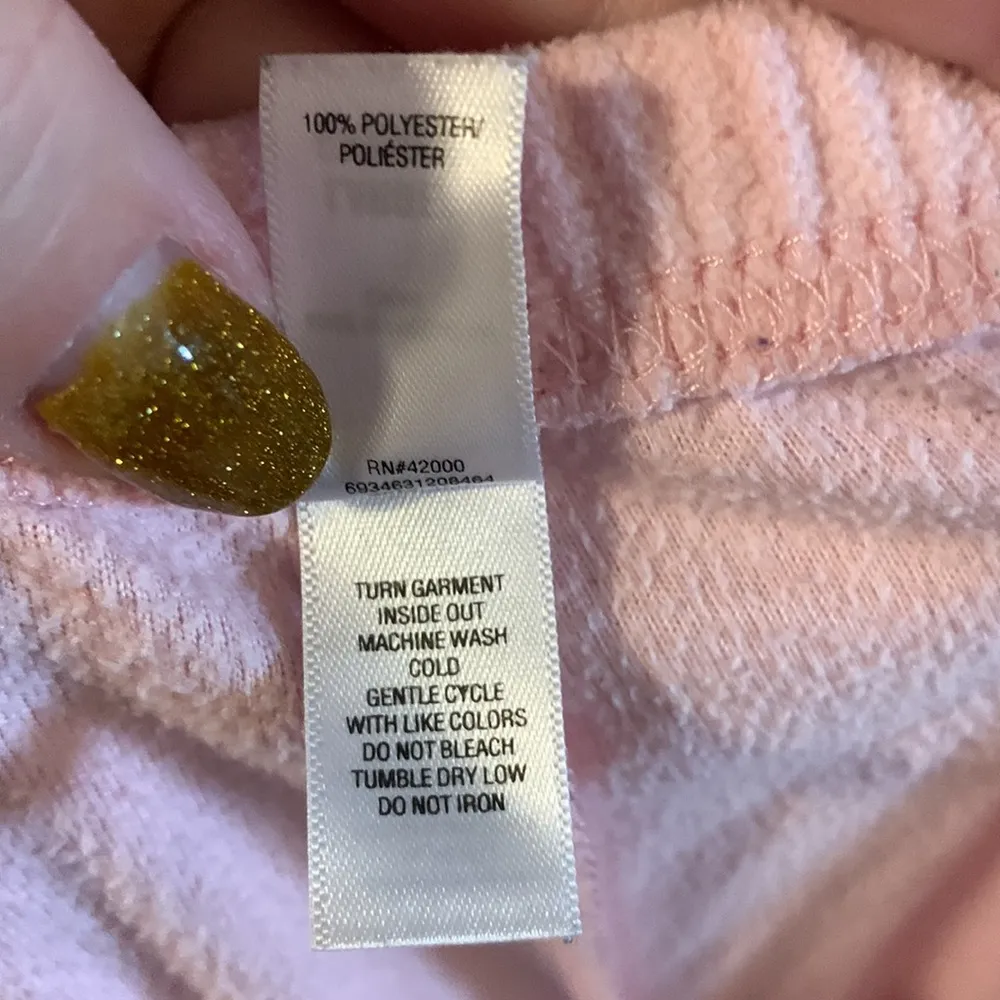 100% POLYESTER/
POLIÉSTER
RN#42000
6934631208464
TURN GARMENT
INSIDE OUT
MACHINE WASH
COLD
GENTLE CYCLE
WITH LIKE COLORS
DO NOT BLEACH
TUMBLE DRY LOW
DO NOT IRON